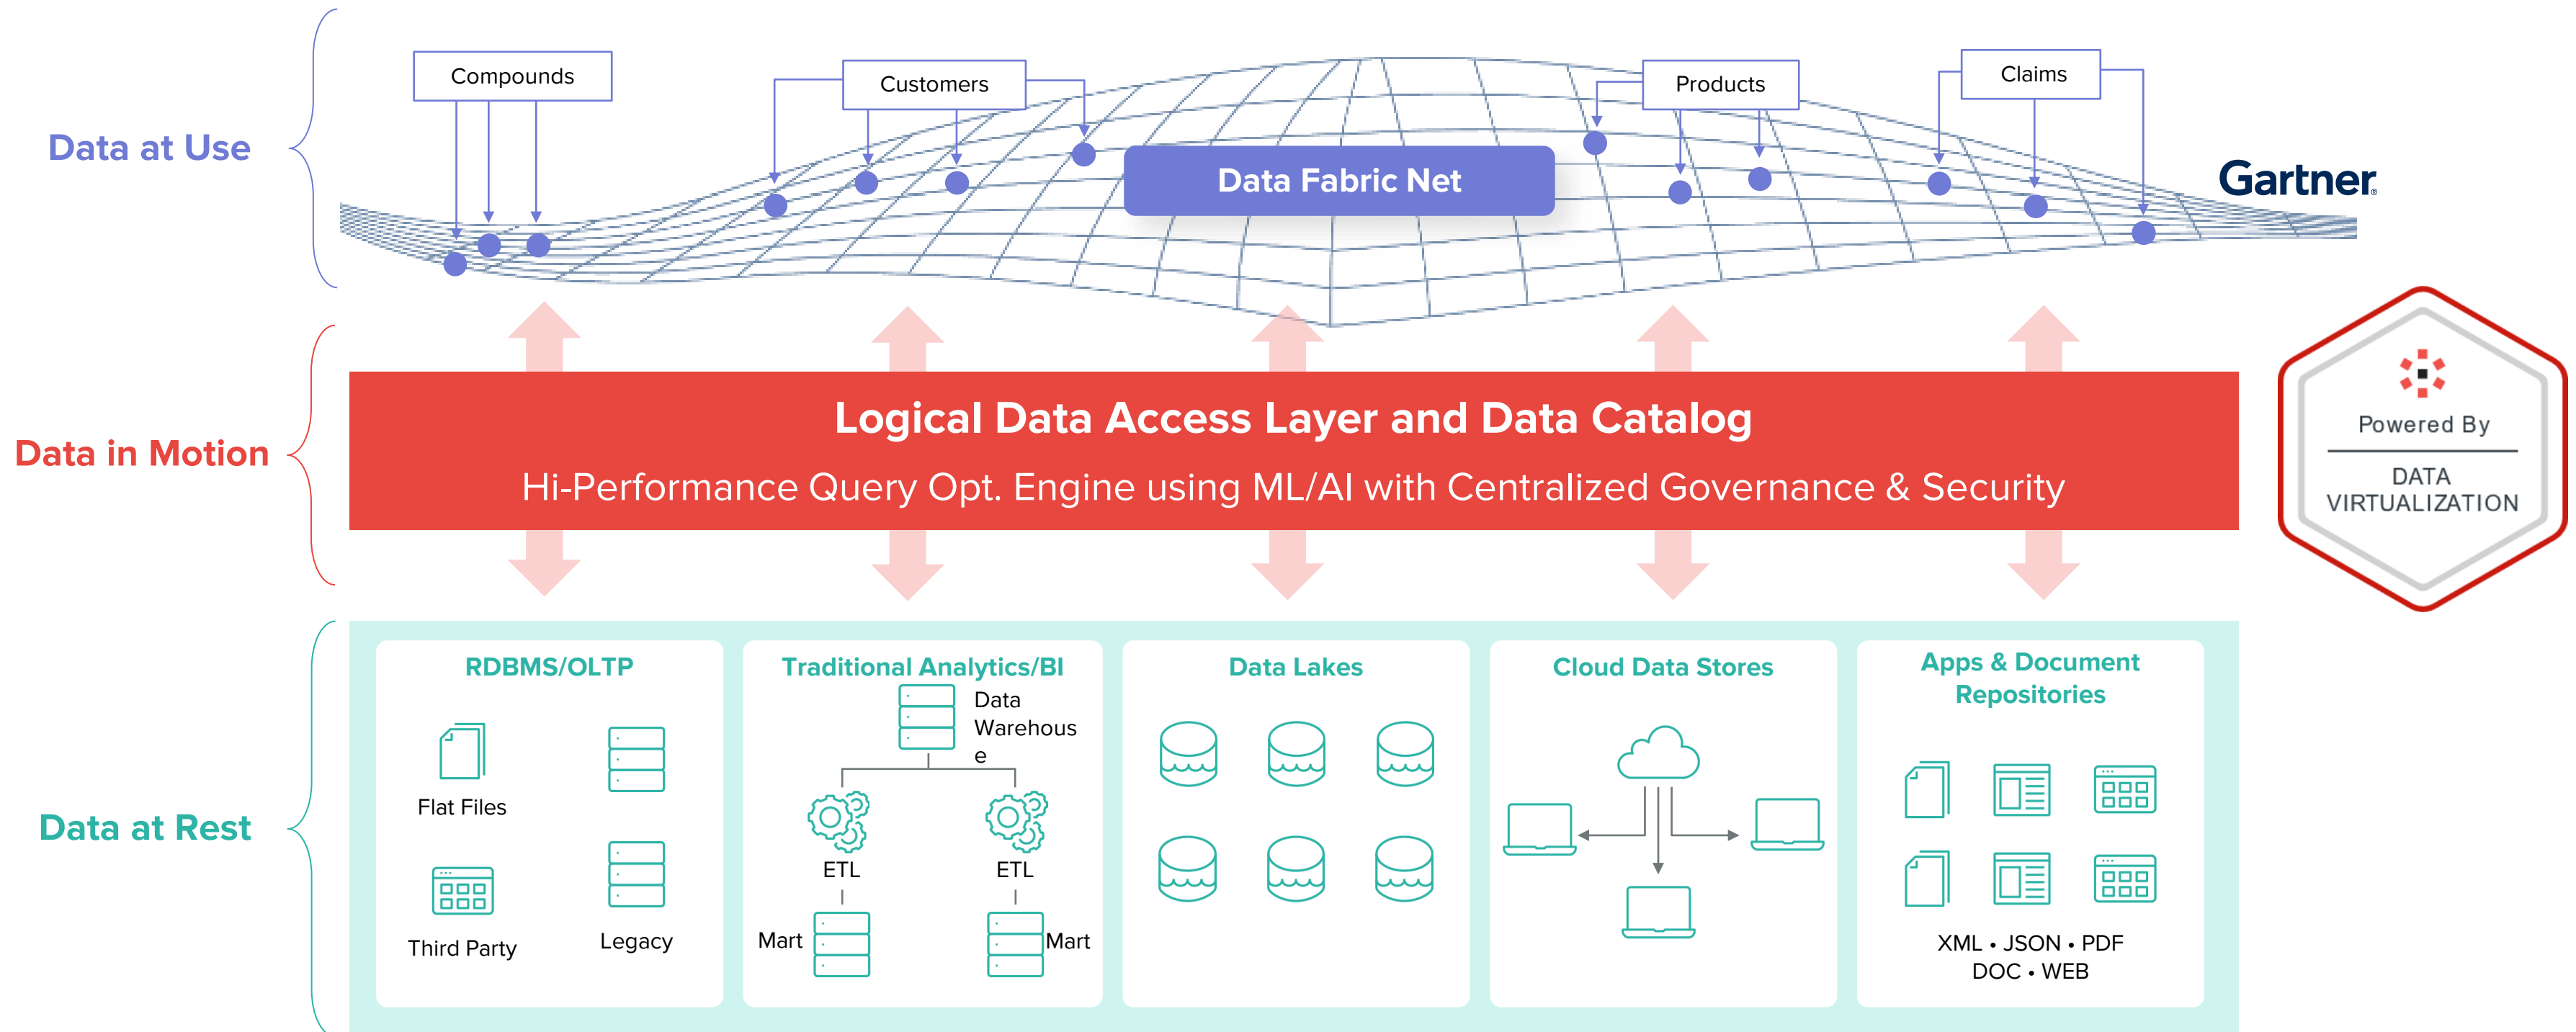 Data at Use
Compounds
Customers
Products
Claims
Data Fabric Net
Gartner®
Data in Motion
Logical Data Access Layer and Data Catalog
Hi-Performance Query Opt. Engine using ML/AI with Centralized Governance & Security
Powered By
DATA
VIRTUALIZATION
Data at Rest
RDBMS/OLTP
Flat Files
Third Party
Legacy
Traditional Analytics/BI
Data
Warehous
e
ETL
ETL
Mart
Mart
Data Lakes
Cloud Data Stores
Apps & Document
Repositories
XML • JSON • PDF
DOC • WEB